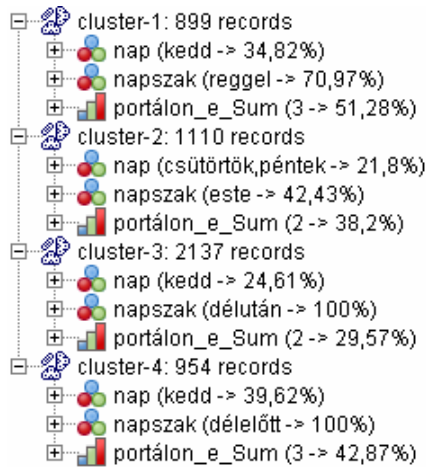 cluster-1: 899 records
nap (kedd -> 34,82%)
napszak (reggel -> 70,97%)
portálon_e_Sum (3 -> 51,28%)
cluster-2: 1110 records
nap (csütörtök,péntek -> 21,8%)
napszak (este -> 42,43%)
portálon_e_Sum (2 -> 38,2%)
cluster-3: 2137 records
nap (kedd -> 24,61%)
napszak (délután -> 100%)
portálon_e_Sum (2 -> 29,57%)
cluster-4: 954 records
nap (kedd -> 39,62%)
napszak (délelőtt -> 100%)
portálon_e_Sum (3 -> 42,87%)